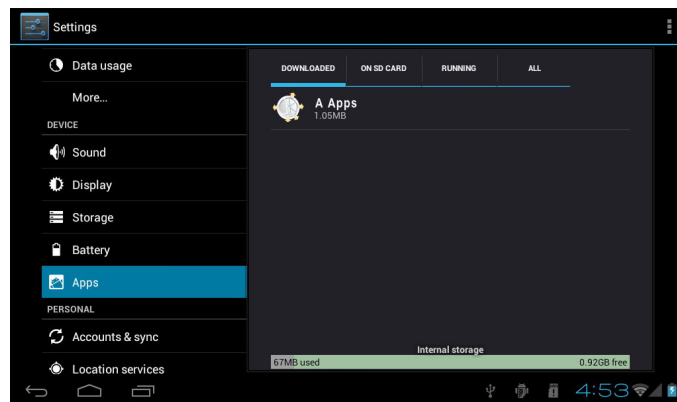 Settings
Data usage
More...
DEVICE
Sound
Display
Storage
Battery
Apps
PERSONAL
Accounts & sync
Location services
DOWNLOADED ON SD CARD RUNNING ALL
A Apps
1.05MB
Internal storage
67MB used 0.92GB free
4:53